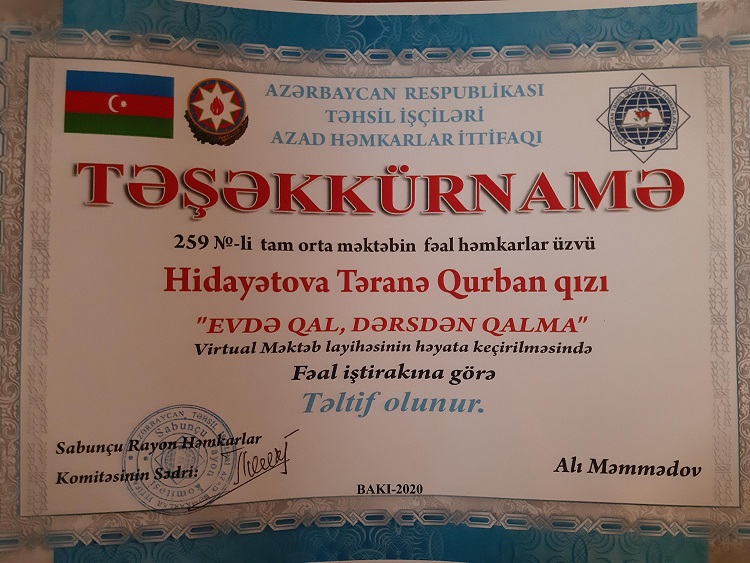 AZƏRBAYCAN RESPUBLİKASI
TƏHSİL İŞÇİLƏRİ
AZAD HƏMKARLAR İTTİFAQI
TƏŞƏKKÜRNAMƏ
259 №-li tam orta məktəbin fəal həmkarlar üzvü
Hidayətova Təranə Qurban qızı
"EVDƏ QAL, DƏRSDƏN QALMA"
Virtual Məktəb layihəsinin həyata keçirilməsində
Fəal iştirakına görə
Təltif olunur.
Sabunçu Rayon Həmkarlar
Komitəsinin Sədri:
Alı Məmmədov
BAKI-2020